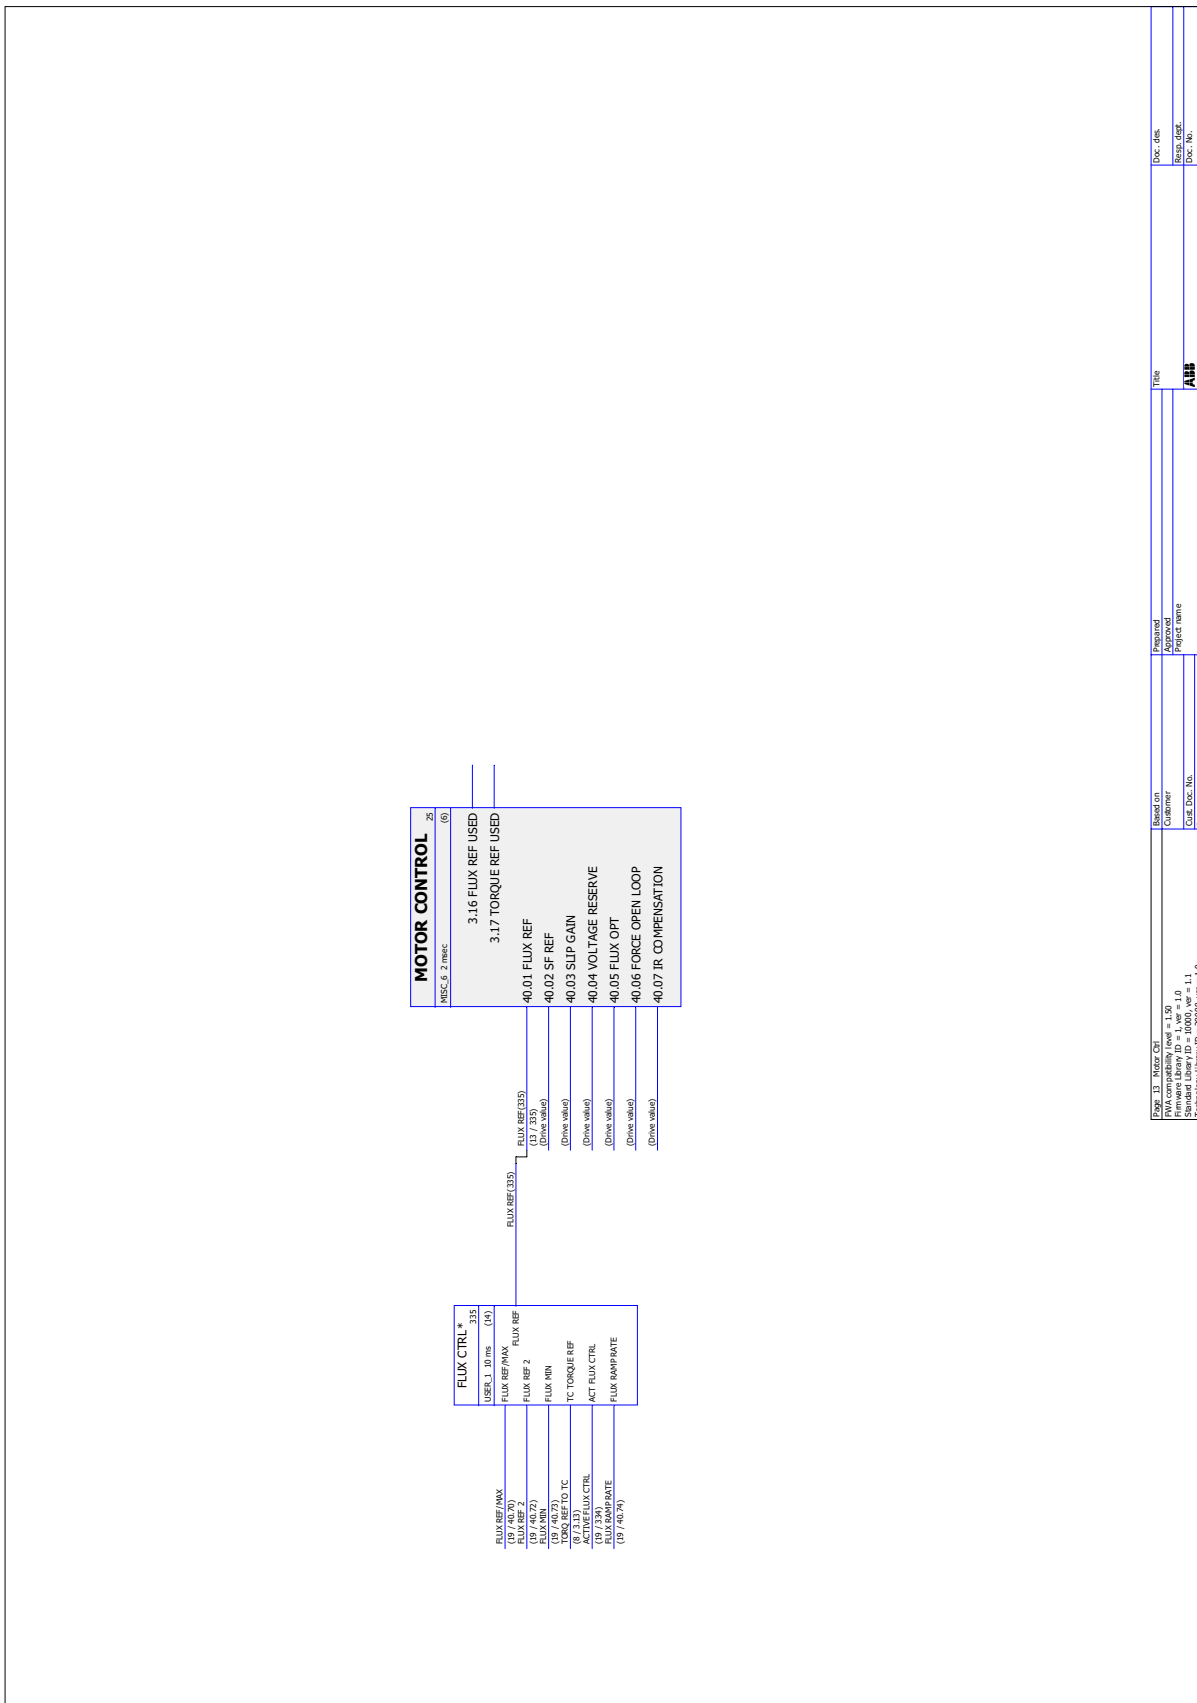 FLUX REF/MAX
(19 / 40.70)
FLUX REF 2
(19 / 40.72)
FLUX MIN
(19 / 40.73)
TORQ REF TO TC
(8 / 3.13)
ACTIVE FLUX CTRL
(19 / 334)
FLUX RAMP RATE
(19 / 40.74)
FLUX CTRL *
335
USER_1 10 ms (14)
FLUX REF/MAX
FLUX REF
FLUX REF 2
FLUX MIN
TC TORQUE REF
ACT FLUX CTRL
FLUX RAMP RATE
FLUX REF(335)
FLUX REF(335)
(13 / 335)
(Drive value)
(Drive value)
(Drive value)
(Drive value)
(Drive value)
(Drive value)
MOTOR CONTROL
25
MISC_6 2 msec (6)
3.16 FLUX REF USED
3.17 TORQUE REF USED
40.01 FLUX REF
40.02 SF REF
40.03 SLIP GAIN
40.04 VOLTAGE RESERVE
40.05 FLUX OPT
40.06 FORCE OPEN LOOP
40.07 IR COMPENSATION
Page 13 Motor Ctrl
FWA compatibility level = 1.50
Firmware Library ID = 1, ver = 1.0
Standard Library ID = 10000, ver = 1.1
Based on
Customer
Cust. Doc. No.
Prepared
Approved
Project name
Title
ABB
Doc. des.
Resp. dept.
Doc. No.